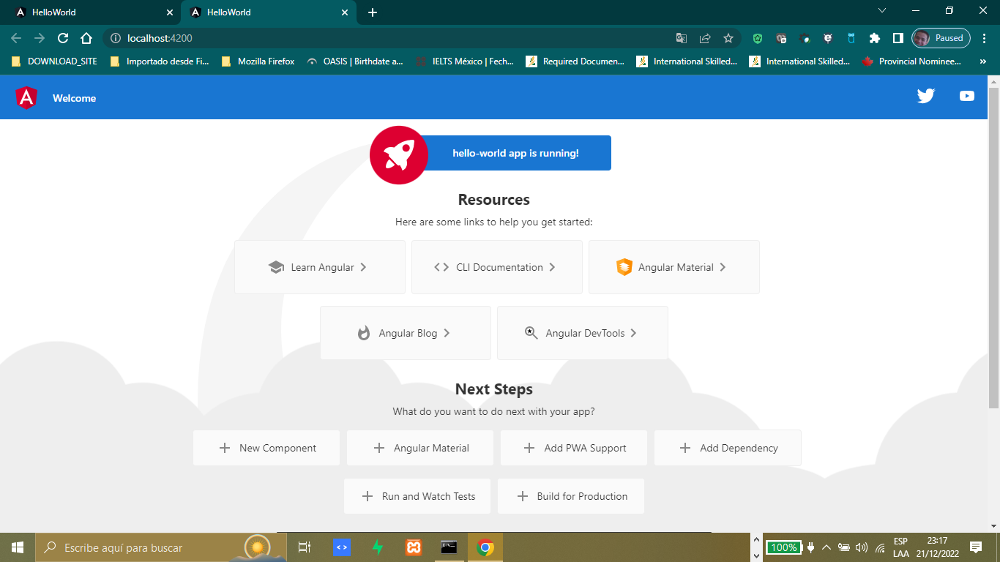 HelloWorld
HelloWorld
localhost:4200
Paused
DOWNLOAD_SITE
Importado desde Fi...
Mozilla Firefox
OASIS | Birthdate a...
IELTS México | Fech...
Required Documen...
International Skilled...
International Skilled...
Provincial Nominee...
»
Welcome
hello-world app is running!
Resources
Here are some links to help you get started:
Learn Angular
CLI Documentation
Angular Material
Angular Blog
Angular DevTools
Next Steps
What do you want to do next with your app?
New Component
Angular Material
Add PWA Support
Add Dependency
Run and Watch Tests
Build for Production
Escribe aquí para buscar
100%
ESP
LAA
23:17
21/12/2022